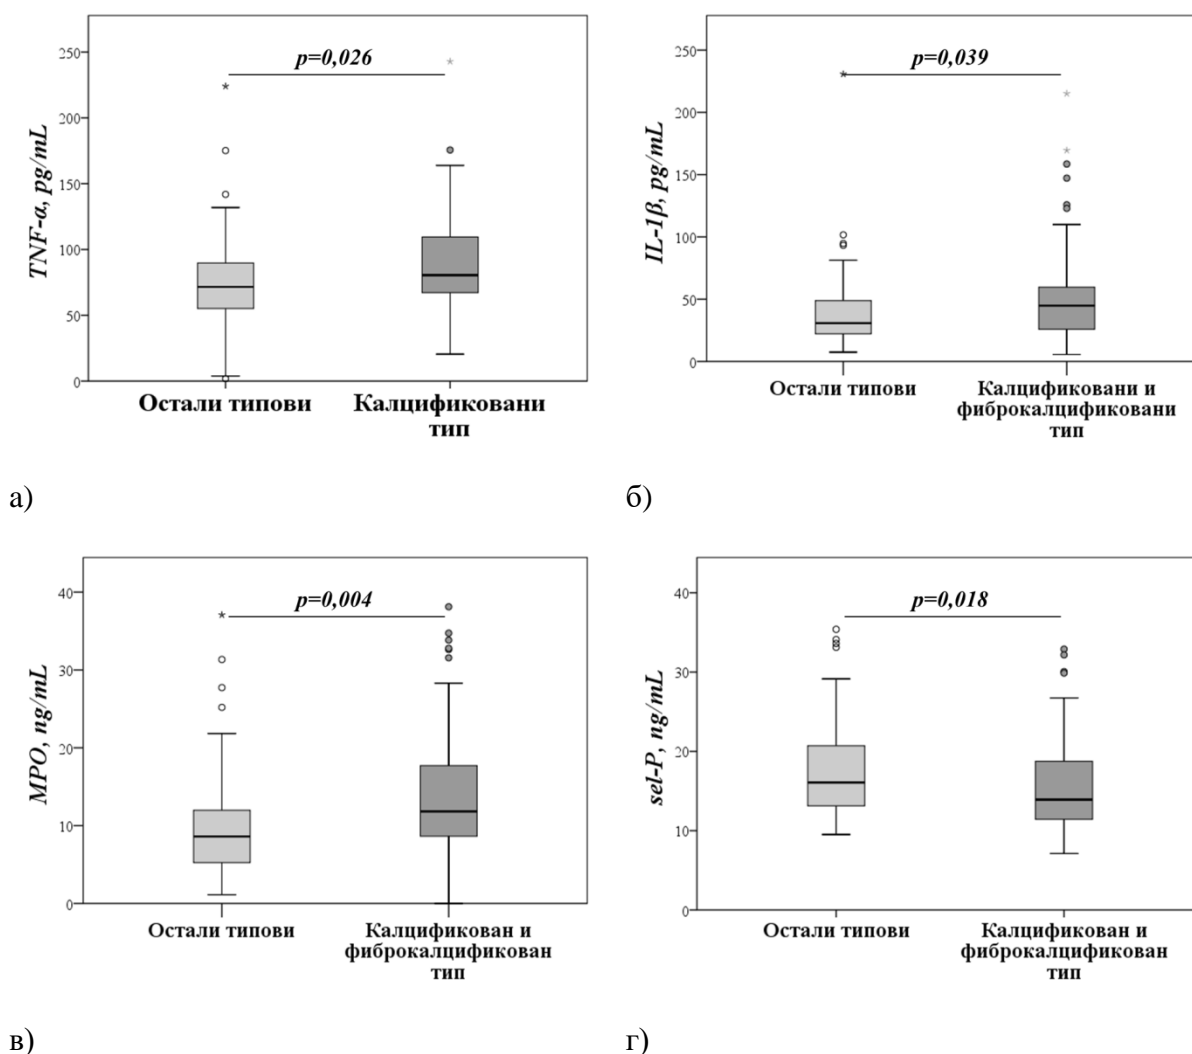 250
200
150
100
50
0
TNF-α, pg/mL
p=0,026
Остали типови
Калцификовани
тип
а)
250
200
150
100
50
0
IL-1β, pg/mL
p=0,039
Остали типови
Калцификовани и
фиброкалцификовани
тип
б)
40
30
20
10
0
MPO, ng/mL
p=0,004
Остали типови
Калцификован и
фиброкалцификован
тип
в)
40
30
20
10
0
sel-P, ng/mL
p=0,018
Остали типови
Калцификован и
фиброкалцификован
тип
г)